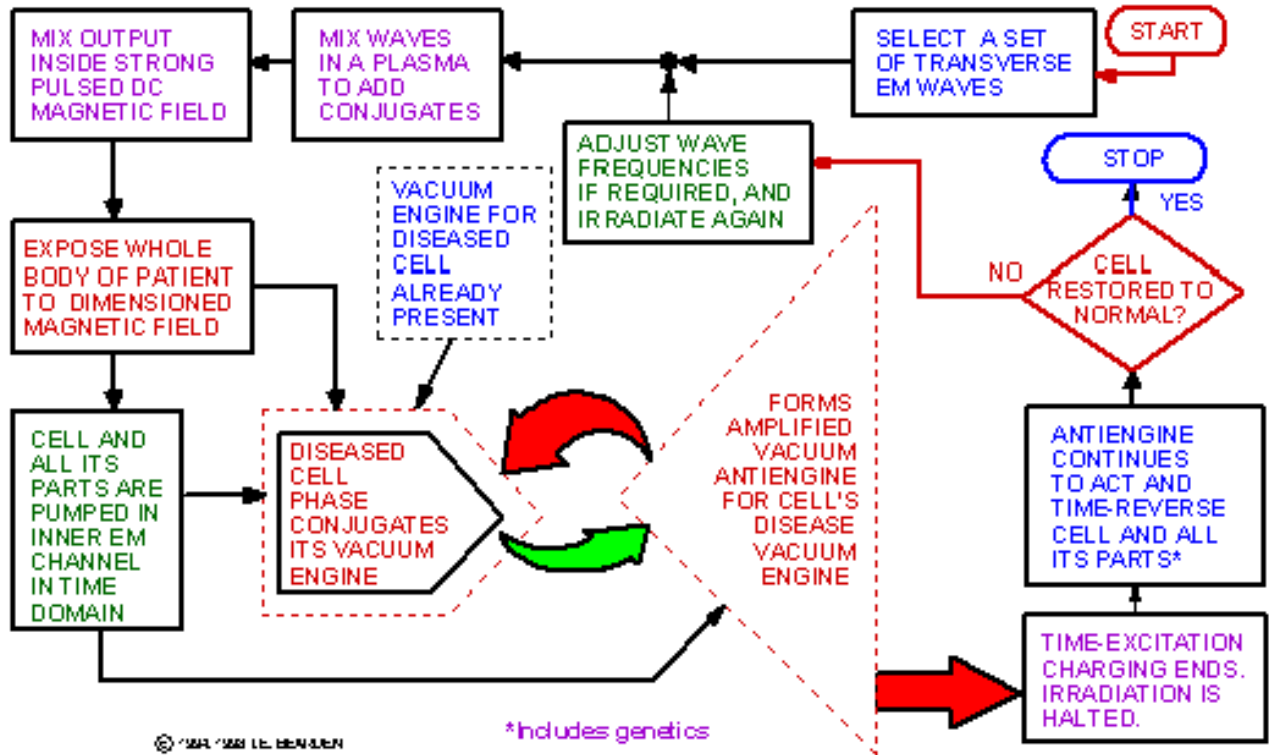 START
SELECT A SET
OF TRANSVERSE
EM WAVES
MIX WAVES
IN A PLASMA
TO ADD
CONJUGATES
MIX OUTPUT
INSIDE STRONG
PULSED DC
MAGNETIC FIELD
EXPOSE WHOLE
BODY OF PATIENT
TO DIMENSIONED
MAGNETIC FIELD
CELL AND
ALL ITS
PARTS ARE
PUMPED IN
INNER EM
CHANNEL
IN TIME
DOMAIN
VACUUM
ENGINE FOR
DISEASED
CELL
ALREADY
PRESENT
DISEASED
CELL
PHASE
CONJUGATES
ITS VACUUM
ENGINE
FORMS
AMPLIFIED
VACUUM
ANTIENGINE
FOR CELL'S
DISEASE
VACUUM
ENGINE
TIME-EXCITATION
CHARGING ENDS.
IRRADIATION IS
HALTED.
ANTIENGINE
CONTINUES
TO ACT AND
TIME-REVERSE
CELL AND ALL
ITS PARTS*
CELL
RESTORED TO
NORMAL?
NO
YES
STOP
ADJUST WAVE
FREQUENCIES
IF REQUIRED, AND
IRRADIATE AGAIN
*Includes genetics
© 1994, 1998 T.E. BEARDEN